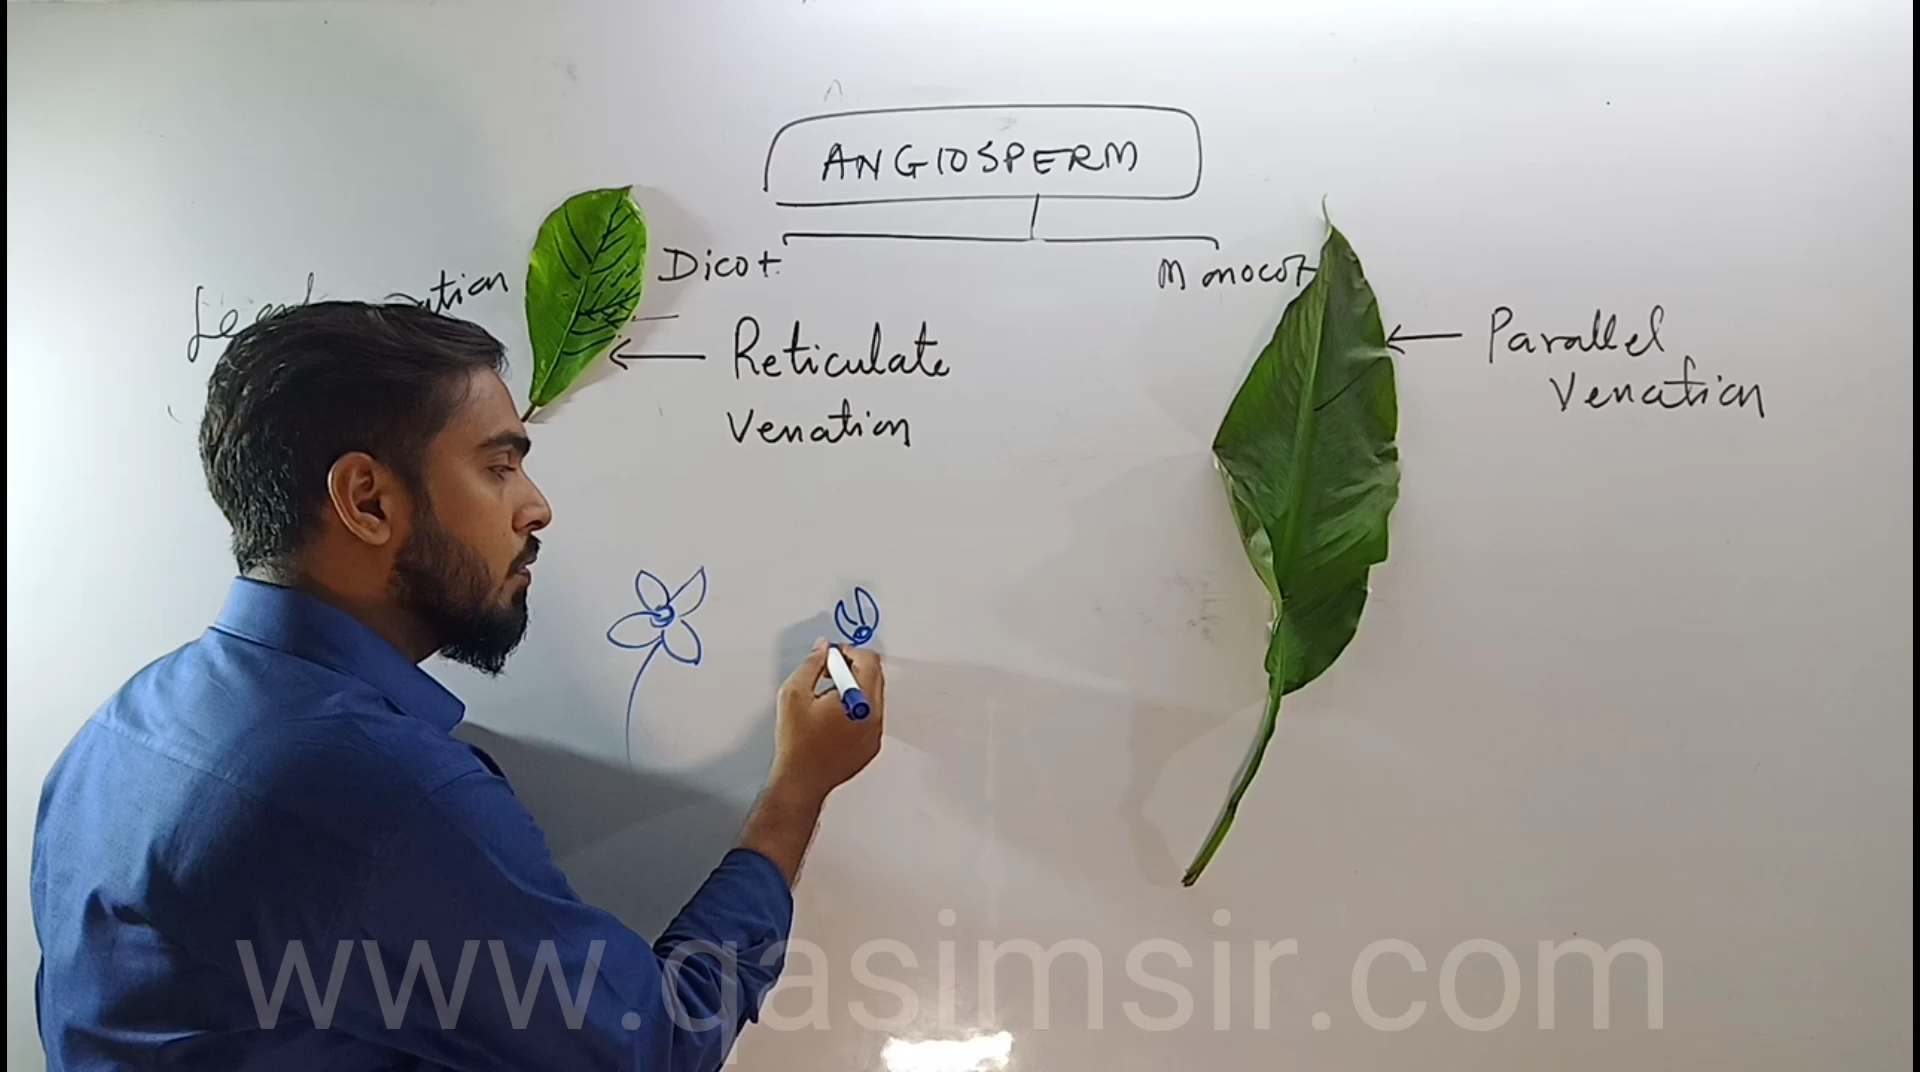 ANGIOSPERM
Dicot
Monocot
Reticulate
Venation
Parallel
Venation
www.qasimsir.com